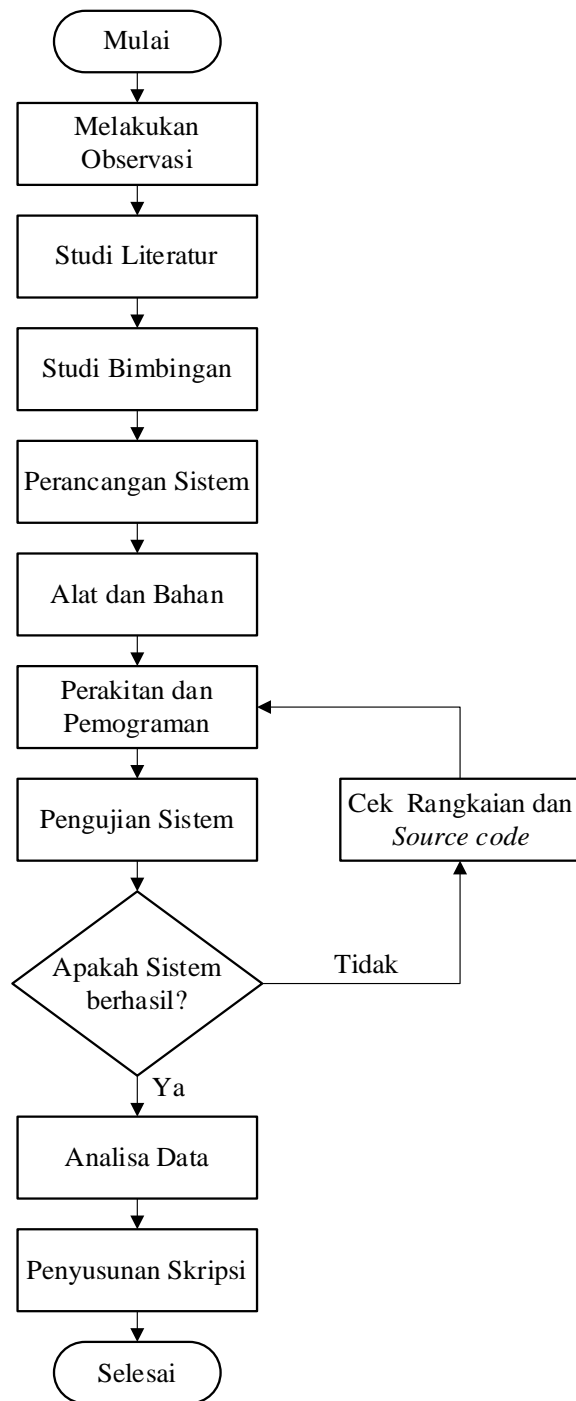 Mulai
Melakukan
Observasi
Studi Literatur
Studi Bimbingan
Perancangan Sistem
Alat dan Bahan
Perakitan dan
Pemograman
Pengujian Sistem
Cek Rangkaian dan
Source code
Apakah Sistem
berhasil?
Tidak
Ya
Analisa Data
Penyusunan Skripsi
Selesai